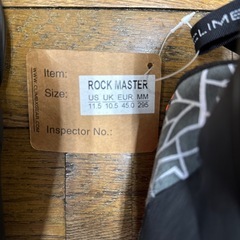 Item:
Size:
ROCK MASTER
US UK EUR MM
11.5 10.5 45.0 295
Inspector No.: